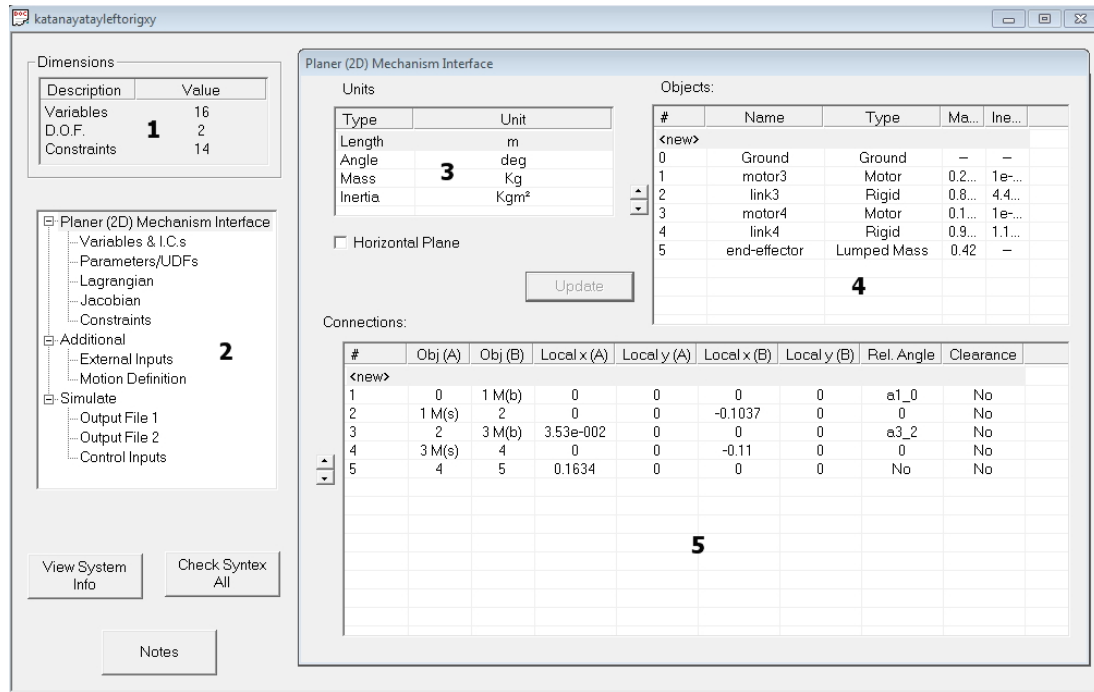 katanayatayleftorigxy
Dimensions
Description Value
Variables 16
D.O.F. 2
Constraints 14
1
Planer (2D) Mechanism Interface
Variables & I.C.s
Parameters/UDFs
Lagrangian
Jacobian
Constraints
Additional
External Inputs
Motion Definition
Simulate
Output File 1
Output File 2
Control Inputs
2
View System
Info
Check Syntex
All
Notes
Planer (2D) Mechanism Interface
Units
Type Unit
Length m
Angle deg
Mass Kg
Inertia Kgm²
3
Horizontal Plane
Update
Objects:
# Name Type Ma... Ine...
<new>
0 Ground Ground – –
1 motor3 Motor 0.2... 1e-...
2 link3 Rigid 0.8... 4.4...
3 motor4 Motor 0.1... 1e-...
4 link4 Rigid 0.9... 1.1...
5 end-effector Lumped Mass 0.42 –
4
Connections:
# Obj (A) Obj (B) Local x (A) Local y (A) Local x (B) Local y (B) Rel. Angle Clearance
<new>
1 0 1 M(b) 0 0 0 0 a1_0 No
2 1 M(s) 2 0 0 -0.1037 0 0 No
3 2 3 M(b) 3.53e-002 0 0 0 a3_2 No
4 3 M(s) 4 0 0 -0.11 0 0 No
5 4 5 0.1634 0 0 0 No No
5